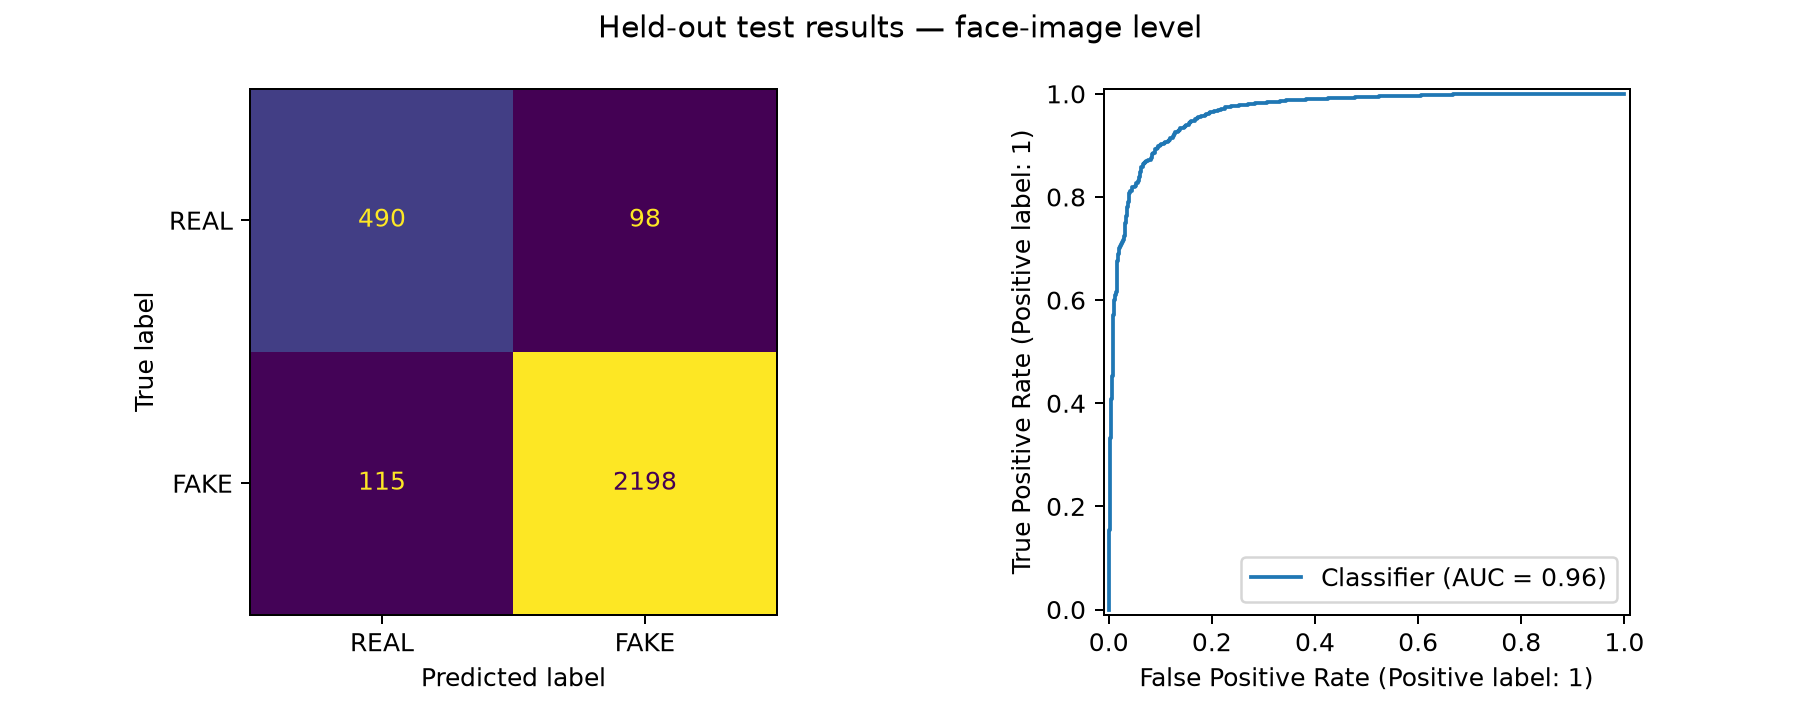 Held-out test results — face-image level
True label
REAL
FAKE
490
98
115
2198
REAL
FAKE
Predicted label
True Positive Rate (Positive label: 1)
1.0
0.8
0.6
0.4
0.2
0.0
Classifier (AUC = 0.96)
0.0
0.2
0.4
0.6
0.8
1.0
False Positive Rate (Positive label: 1)